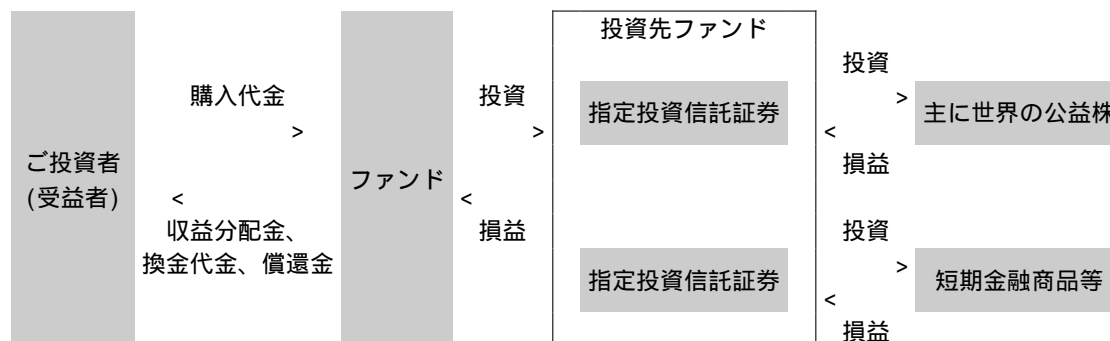 投資先ファンド
投資
購入代金
投資
指定投資信託証券
>
主に世界の公益株
>
>
<
ご投資者
(受益者)
ファンド
損益
<
<
収益分配金、
損益
投資
換金代金、償還金
指定投資信託証券
>
短期金融商品等
<
損益